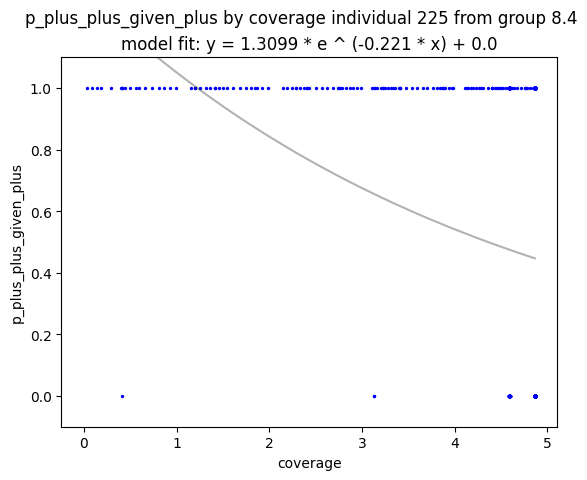 p_plus_plus_given_plus by coverage individual 225 from group 8.4
model fit: y = 1.3099 * e ^ (-0.221 * x) + 0.0
p_plus_plus_given_plus
1.0
0.8
0.6
0.4
0.2
0.0
0 1 2 3 4 5
coverage